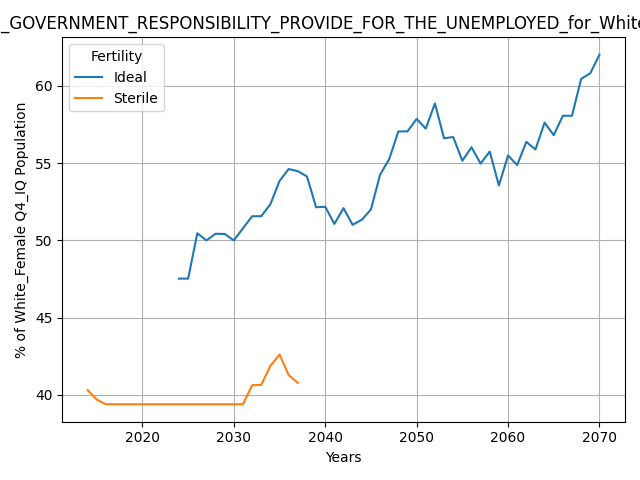 _GOVERNMENT_RESPONSIBILITY_PROVIDE_FOR_THE_UNEMPLOYED_for_White
Fertility
Ideal
Sterile
% of White_Female Q4_IQ Population
60
55
50
45
40
2020 2030 2040 2050 2060 2070
Years